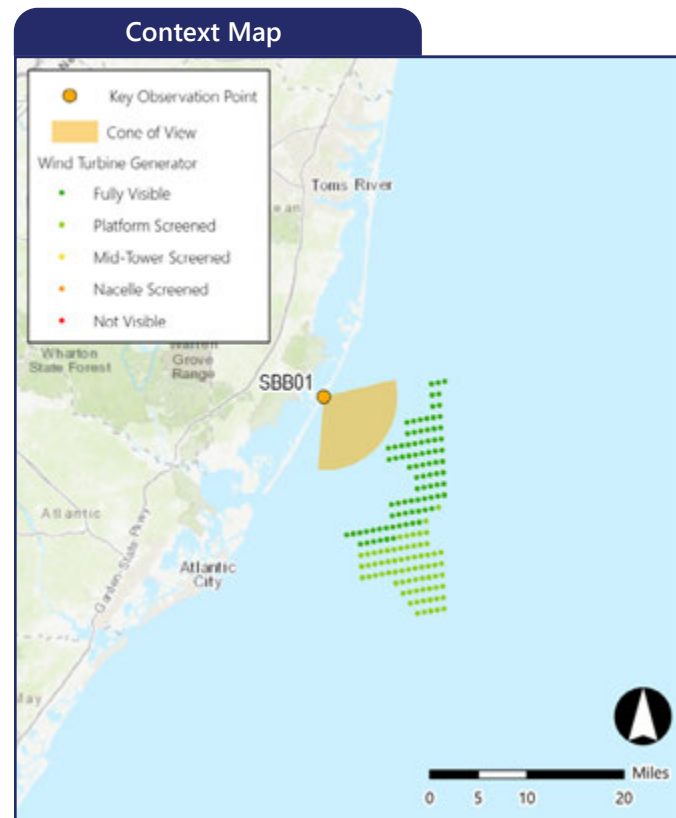 Context Map
Key Observation Point
Cone of View
Wind Turbine Generator
Fully Visible
Platform Screened
Mid-Tower Screened
Nacelle Screened
Not Visible
Toms River
ean
Wharton
State Forest
Grove
Range
SBB01
Atlantic
Garden State Pkwy
Atlantic
City
May
Miles
0 5 10 20